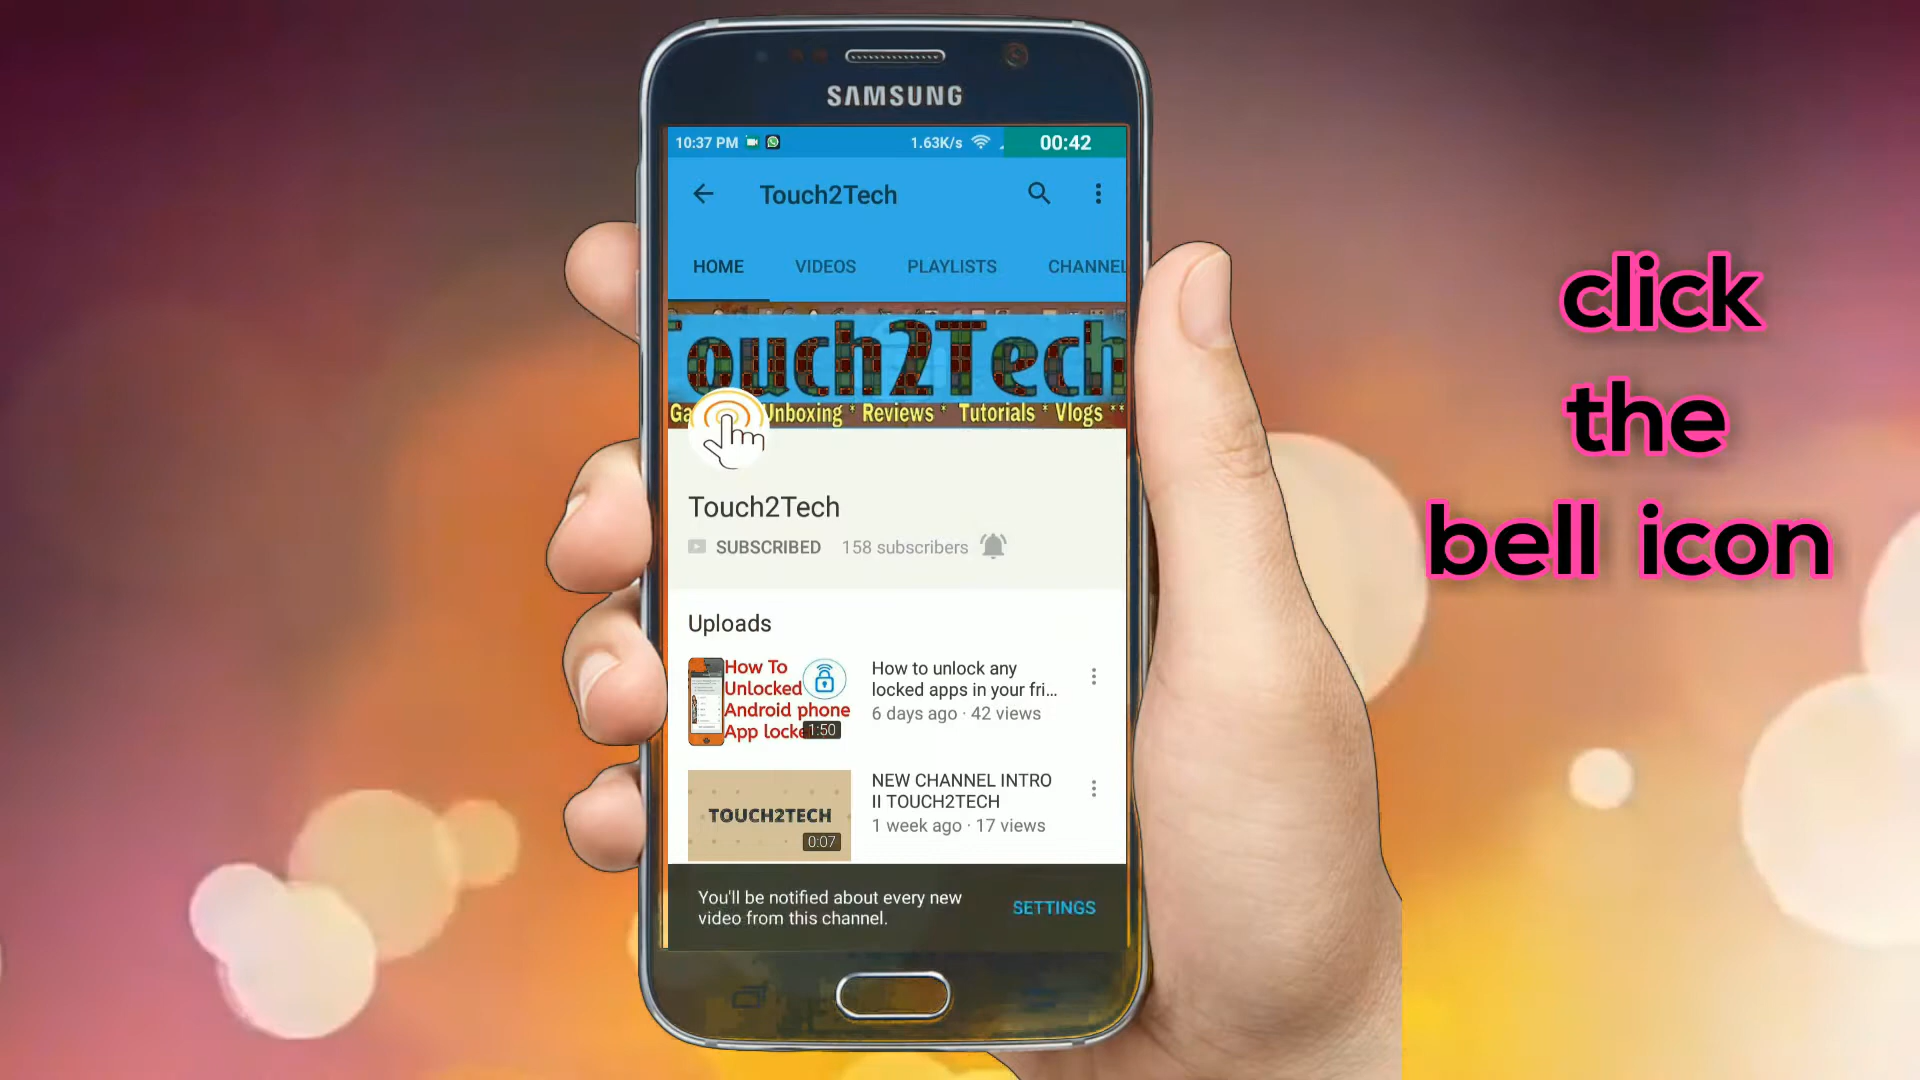 SAMSUNG
10:37 PM 1.63K/s 00:42
Touch2Tech
HOME VIDEOS PLAYLISTS CHANNEL
Touch2Tech
Ga Unboxing * Reviews * Tutorials * Vlogs **
Touch2Tech
SUBSCRIBED 158 subscribers
Uploads
How To
Unlocked
Android phone
App locke
1:50
How to unlock any
locked apps in your fri...
6 days ago · 42 views
TOUCH2TECH
0:07
NEW CHANNEL INTRO
II TOUCH2TECH
1 week ago · 17 views
You'll be notified about every new
video from this channel.
SETTINGS
click
the
bell icon